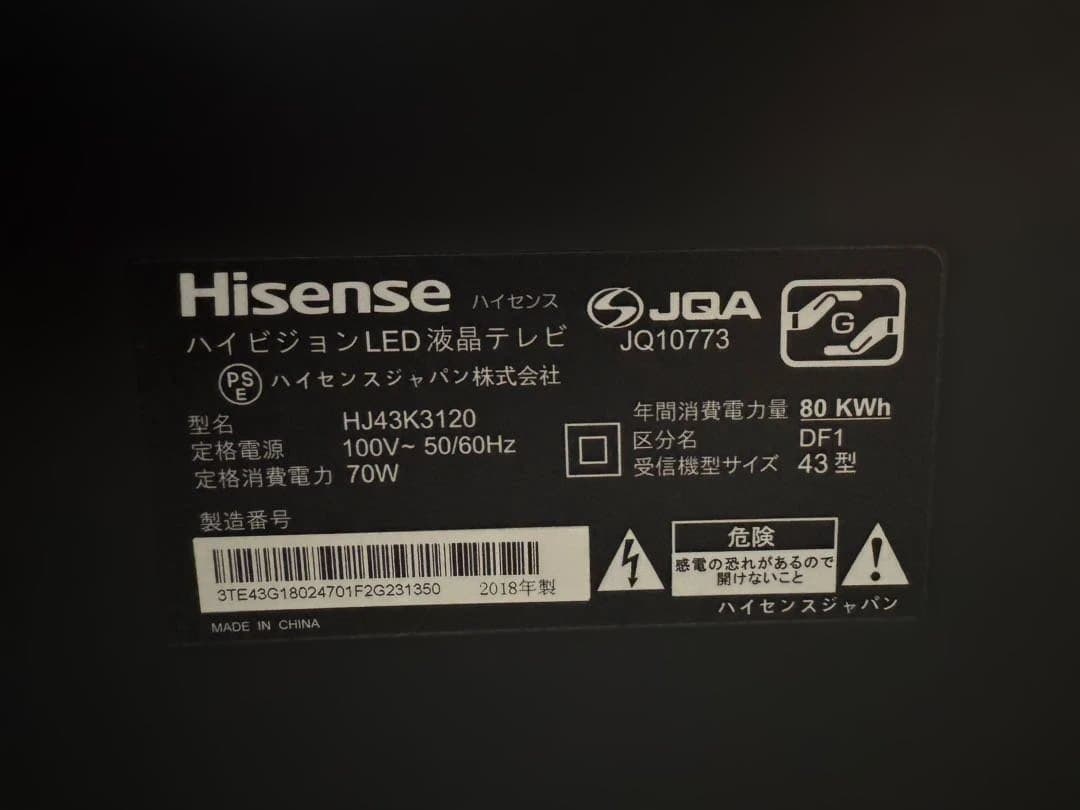 Hisense ハイセンス
ハイビジョンLED液晶テレビ
PSE ハイセンスジャパン株式会社
JQA
JQ10773
G
型名 HJ43K3120
定格電源 100V~ 50/60Hz
定格消費電力 70W
年間消費電力量 80 KWh
区分名 DF1
受信機型サイズ 43型
製造番号
3TE43G18024701F2G231350 2018年製
MADE IN CHINA
危険
感電の恐れがあるので
開けないこと
ハイセンスジャパン